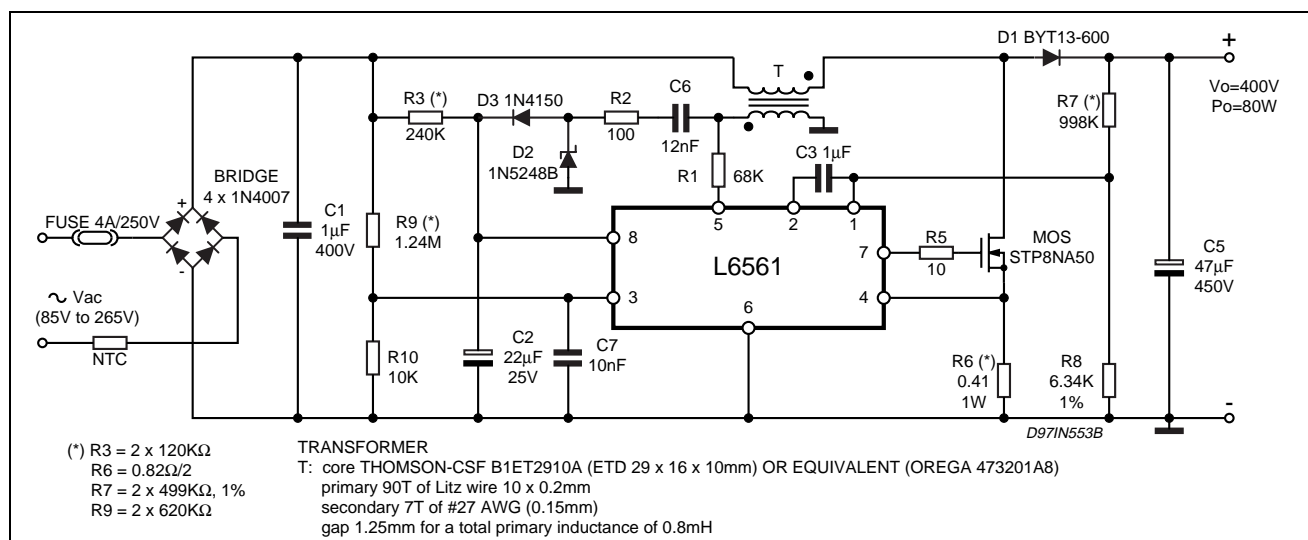 D1 BYT13-600
+
Vo=400V
Po=80W
T
C6
12nF
R3 (*)
240K
D3 1N4150
R2
100
D2
1N5248B
R7 (*)
998K
C3 1µF
R1
68K
BRIDGE
4 x 1N4007
+
-
FUSE 4A/250V
C1
1µF
400V
R9 (*)
1.24M
5
2
1
8
3
L6561
7
4
6
R5
10
MOS
STP8NA50
C5
47µF
450V
Vac
(85V to 265V)
NTC
R10
10K
C2
22µF
25V
C7
10nF
R6 (*)
0.41
1W
R8
6.34K
1%
-
D97IN553B
(*) R3 = 2 x 120KΩ
R6 = 0.82Ω/2
R7 = 2 x 499KΩ, 1%
R9 = 2 x 620KΩ
TRANSFORMER
T: core THOMSON-CSF B1ET2910A (ETD 29 x 16 x 10mm) OR EQUIVALENT (OREGA 473201A8)
primary 90T of Litz wire 10 x 0.2mm
secondary 7T of #27 AWG (0.15mm)
gap 1.25mm for a total primary inductance of 0.8mH